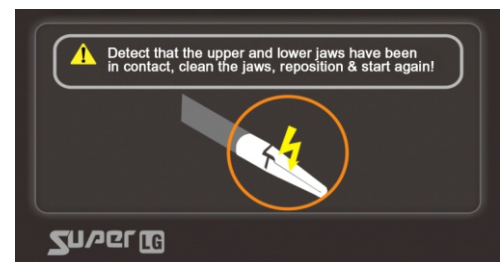 Detect that the upper and lower jaws have been
in contact, clean the jaws, reposition & start again!
SUPER LG